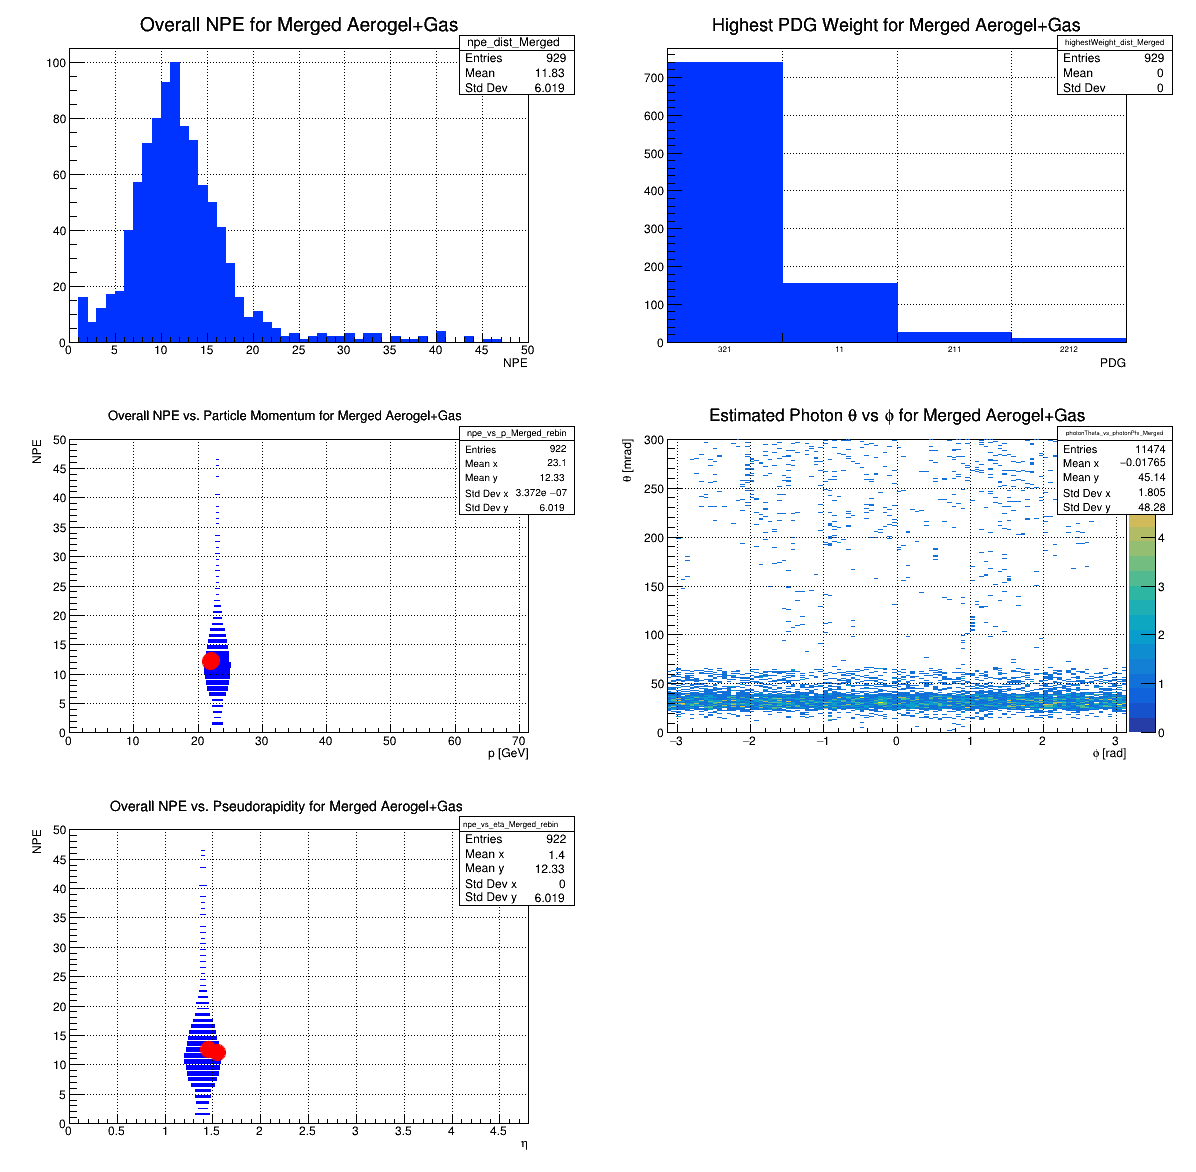 Overall NPE for Merged Aerogel+Gas
npe_dist_Merged
Entries 929
Mean 11.83
Std Dev 6.019
100
80
60
40
20
0
0 5 10 15 20 25 30 35 40 45 50
NPE
Highest PDG Weight for Merged Aerogel+Gas
highestWeight_dist_Merged
Entries 929
Mean 0
Std Dev 0
700
600
500
400
300
200
100
0
321 11 211 2212
PDG
Overall NPE vs. Particle Momentum for Merged Aerogel+Gas
npe_vs_p_Merged_rebin
Entries 922
Mean x 23.1
Mean y 12.33
Std Dev x 3.372e −07
Std Dev y 6.019
NPE
50
45
40
35
30
25
20
15
10
5
0
0 10 20 30 40 50 60 70
p [GeV]
Estimated Photon θ vs ϕ for Merged Aerogel+Gas
photonTheta_vs_photonPhi_Merged
Entries 11474
Mean x −0.01765
Mean y 45.14
Std Dev x 1.805
Std Dev y 48.28
θ [mrad]
300
250
200
150
100
50
0
−3 −2 −1 0 1 2 3
ϕ [rad]
4
3
2
1
0
Overall NPE vs. Pseudorapidity for Merged Aerogel+Gas
npe_vs_eta_Merged_rebin
Entries 922
Mean x 1.4
Mean y 12.33
Std Dev x 0
Std Dev y 6.019
NPE
50
45
40
35
30
25
20
15
10
5
0
0 0.5 1 1.5 2 2.5 3 3.5 4 4.5
η